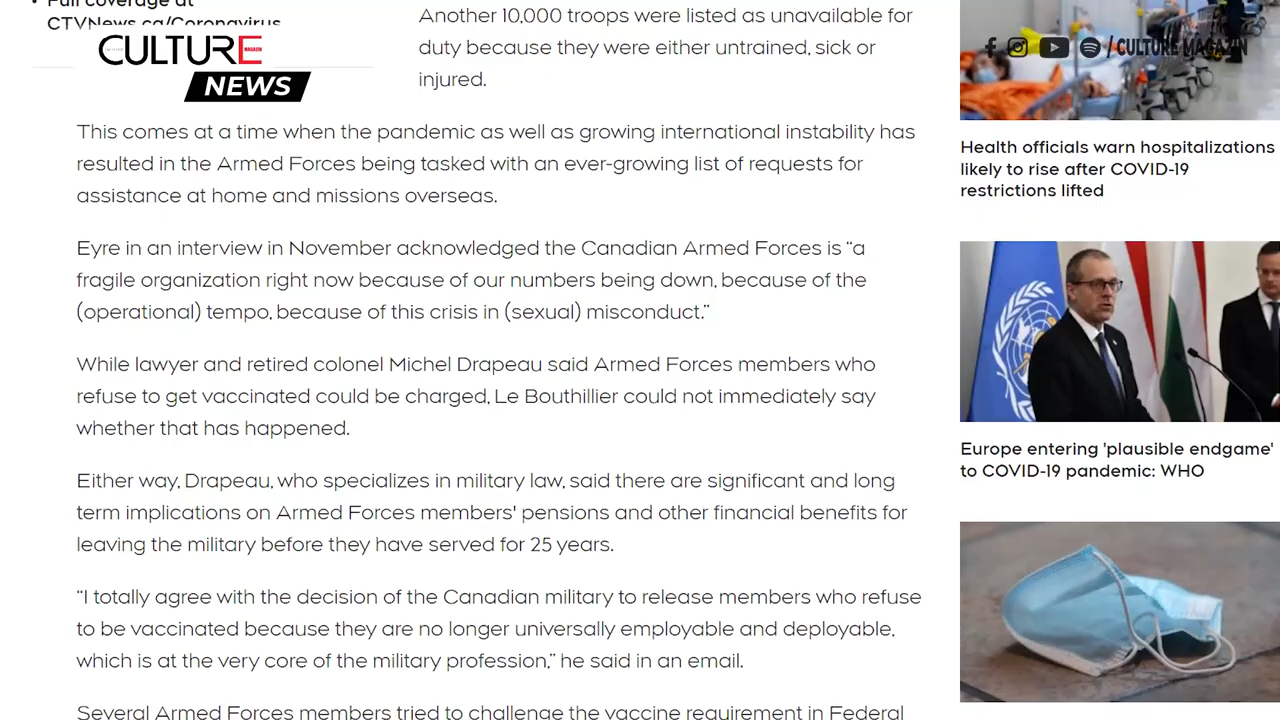 Full coverage at
CTVNews.ca/Coronavirus
CULTURE MAGAZIN
NEWS
/ CULTURE MAGAZIN
Another 10,000 troops were listed as unavailable for
duty because they were either untrained, sick or
injured.
This comes at a time when the pandemic as well as growing international instability has
resulted in the Armed Forces being tasked with an ever-growing list of requests for
assistance at home and missions overseas.
Eyre in an interview in November acknowledged the Canadian Armed Forces is “a
fragile organization right now because of our numbers being down, because of the
(operational) tempo, because of this crisis in (sexual) misconduct.”
While lawyer and retired colonel Michel Drapeau said Armed Forces members who
refuse to get vaccinated could be charged, Le Bouthillier could not immediately say
whether that has happened.
Either way, Drapeau, who specializes in military law, said there are significant and long
term implications on Armed Forces members' pensions and other financial benefits for
leaving the military before they have served for 25 years.
“I totally agree with the decision of the Canadian military to release members who refuse
to be vaccinated because they are no longer universally employable and deployable,
which is at the very core of the military profession,” he said in an email.
Several Armed Forces members tried to challenge the vaccine requirement in Federal
Health officials warn hospitalizations
likely to rise after COVID-19
restrictions lifted
Europe entering 'plausible endgame'
to COVID-19 pandemic: WHO